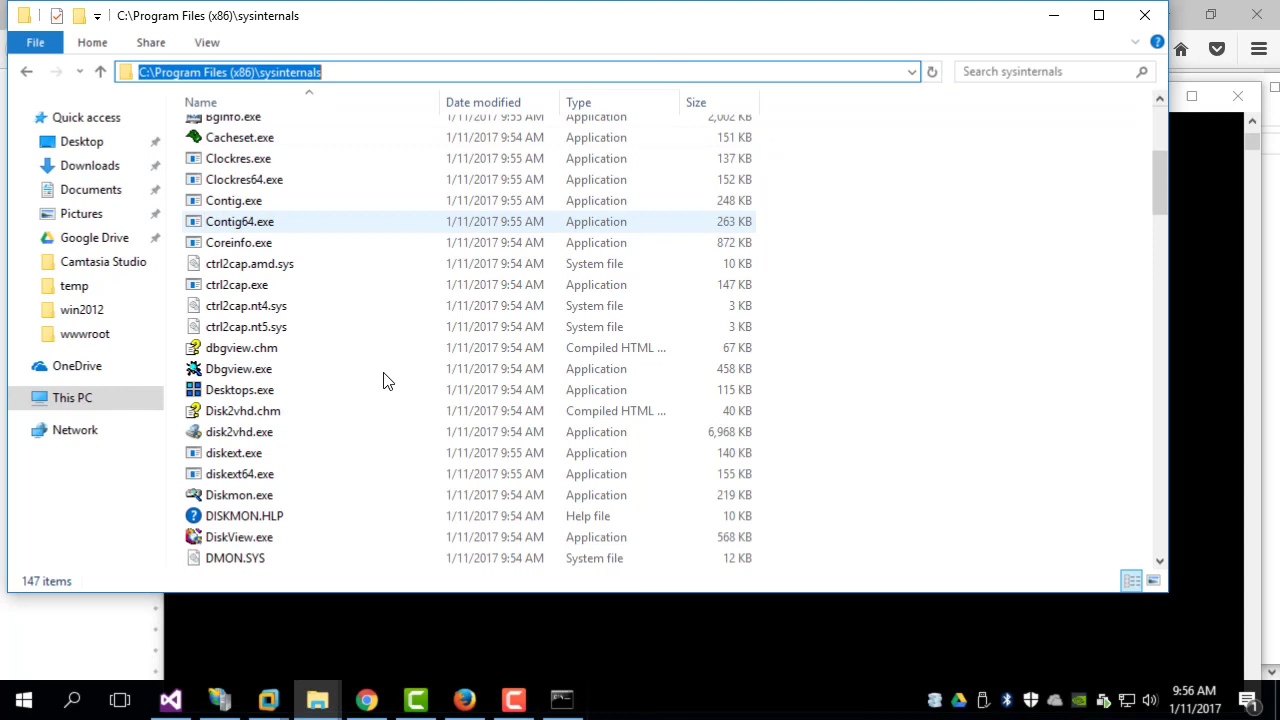 C:\Program Files (x86)\sysinternals
File Home Share View
C:\Program Files (x86)\sysinternals Search sysinternals
Name Date modified Type Size
Quick access
Desktop
Downloads
Documents
Pictures
Google Drive
Camtasia Studio
temp
win2012
wwwroot
OneDrive
This PC
Network
Bginfo.exe 1/11/2017 9:55 AM Application 2,002 KB
Cacheset.exe 1/11/2017 9:54 AM Application 151 KB
Clockres.exe 1/11/2017 9:55 AM Application 137 KB
Clockres64.exe 1/11/2017 9:54 AM Application 152 KB
Contig.exe 1/11/2017 9:55 AM Application 248 KB
Contig64.exe 1/11/2017 9:55 AM Application 263 KB
Coreinfo.exe 1/11/2017 9:54 AM Application 872 KB
ctrl2cap.amd.sys 1/11/2017 9:54 AM System file 10 KB
ctrl2cap.exe 1/11/2017 9:54 AM Application 147 KB
ctrl2cap.nt4.sys 1/11/2017 9:54 AM System file 3 KB
ctrl2cap.nt5.sys 1/11/2017 9:54 AM System file 3 KB
dbgview.chm 1/11/2017 9:54 AM Compiled HTML ... 67 KB
Dbgview.exe 1/11/2017 9:54 AM Application 458 KB
Desktops.exe 1/11/2017 9:54 AM Application 115 KB
Disk2vhd.chm 1/11/2017 9:54 AM Compiled HTML ... 40 KB
disk2vhd.exe 1/11/2017 9:54 AM Application 6,968 KB
diskext.exe 1/11/2017 9:55 AM Application 140 KB
diskext64.exe 1/11/2017 9:54 AM Application 155 KB
Diskmon.exe 1/11/2017 9:54 AM Application 219 KB
DISKMON.HLP 1/11/2017 9:54 AM Help file 10 KB
DiskView.exe 1/11/2017 9:54 AM Application 568 KB
DMON.SYS 1/11/2017 9:54 AM System file 12 KB
147 items
9:56 AM
1/11/2017
1